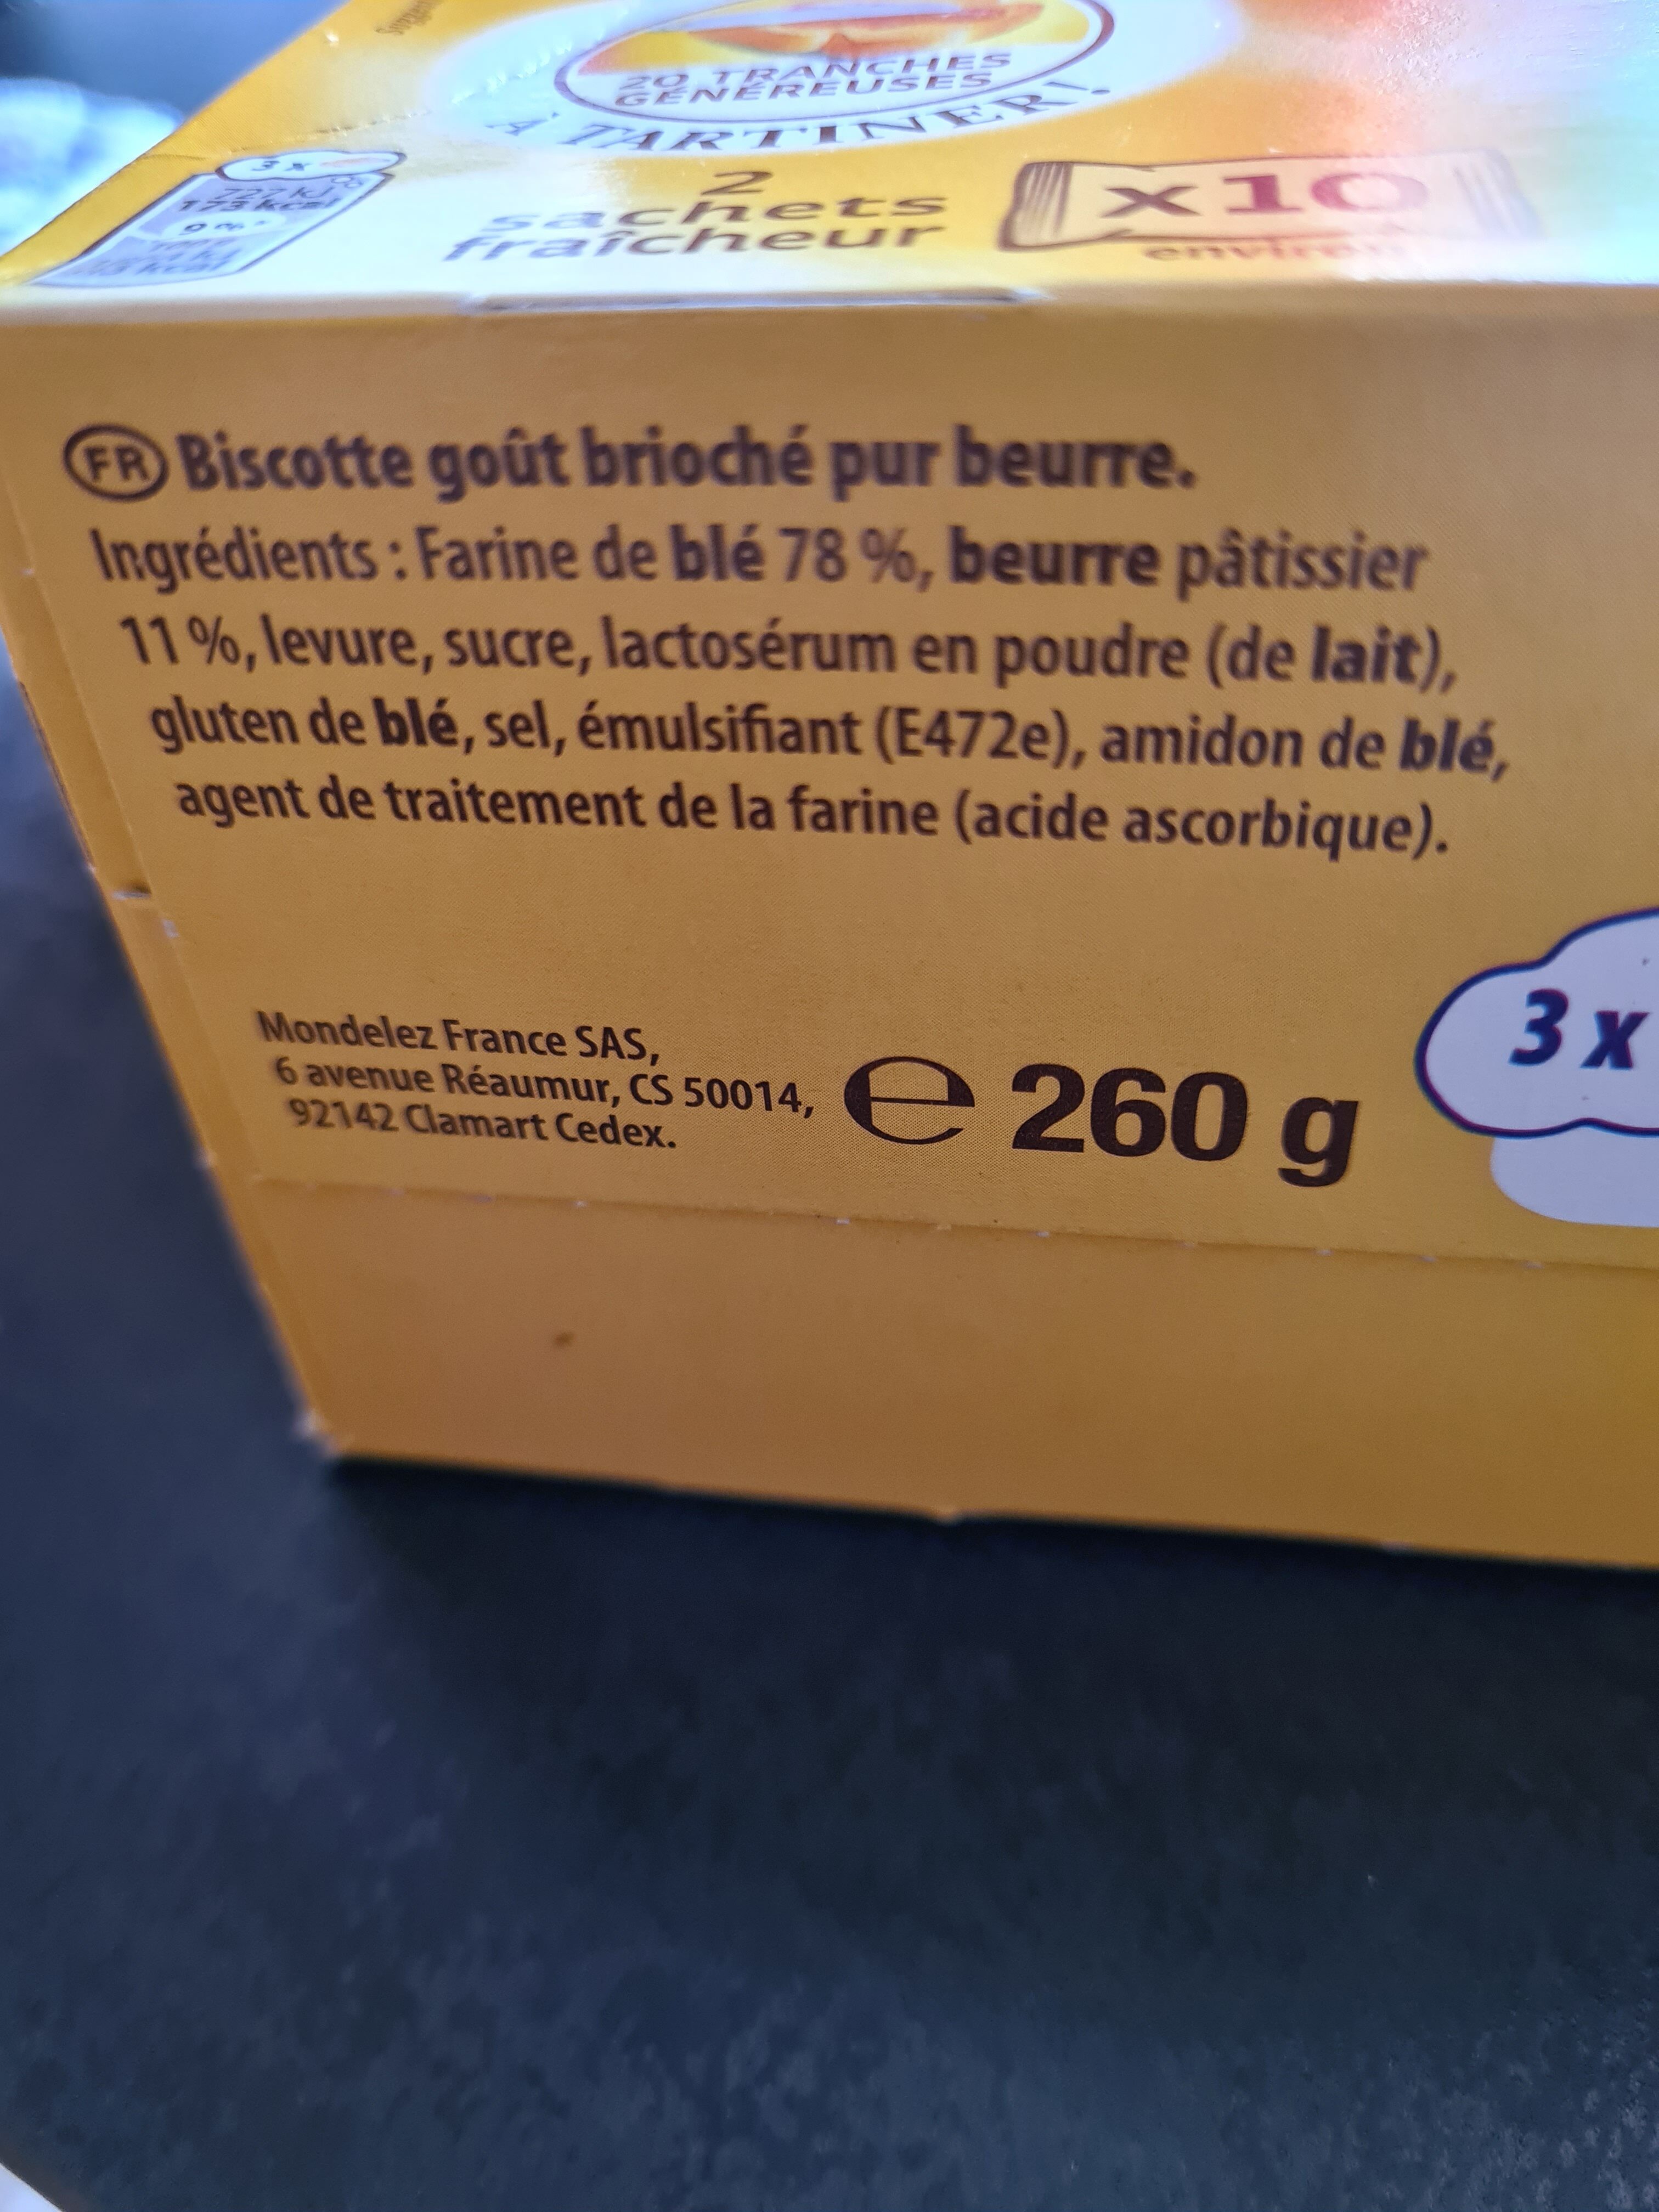 20 TRANCHES
GÉNÉREUSES
À TARTINER!
3 x
727 kJ
173 kcal
9 %*
2
sachets
fraîcheur
x10
environ
FR Biscotte goût brioché pur beurre.
Ingrédients : Farine de blé 78 %, beurre pâtissier
11 %, levure, sucre, lactosérum en poudre (de lait),
gluten de blé, sel, émulsifiant (E472e), amidon de blé,
agent de traitement de la farine (acide ascorbique).
Mondelez France SAS,
6 avenue Réaumur, CS 50014,
92142 Clamart Cedex.
e 260 g
3 x